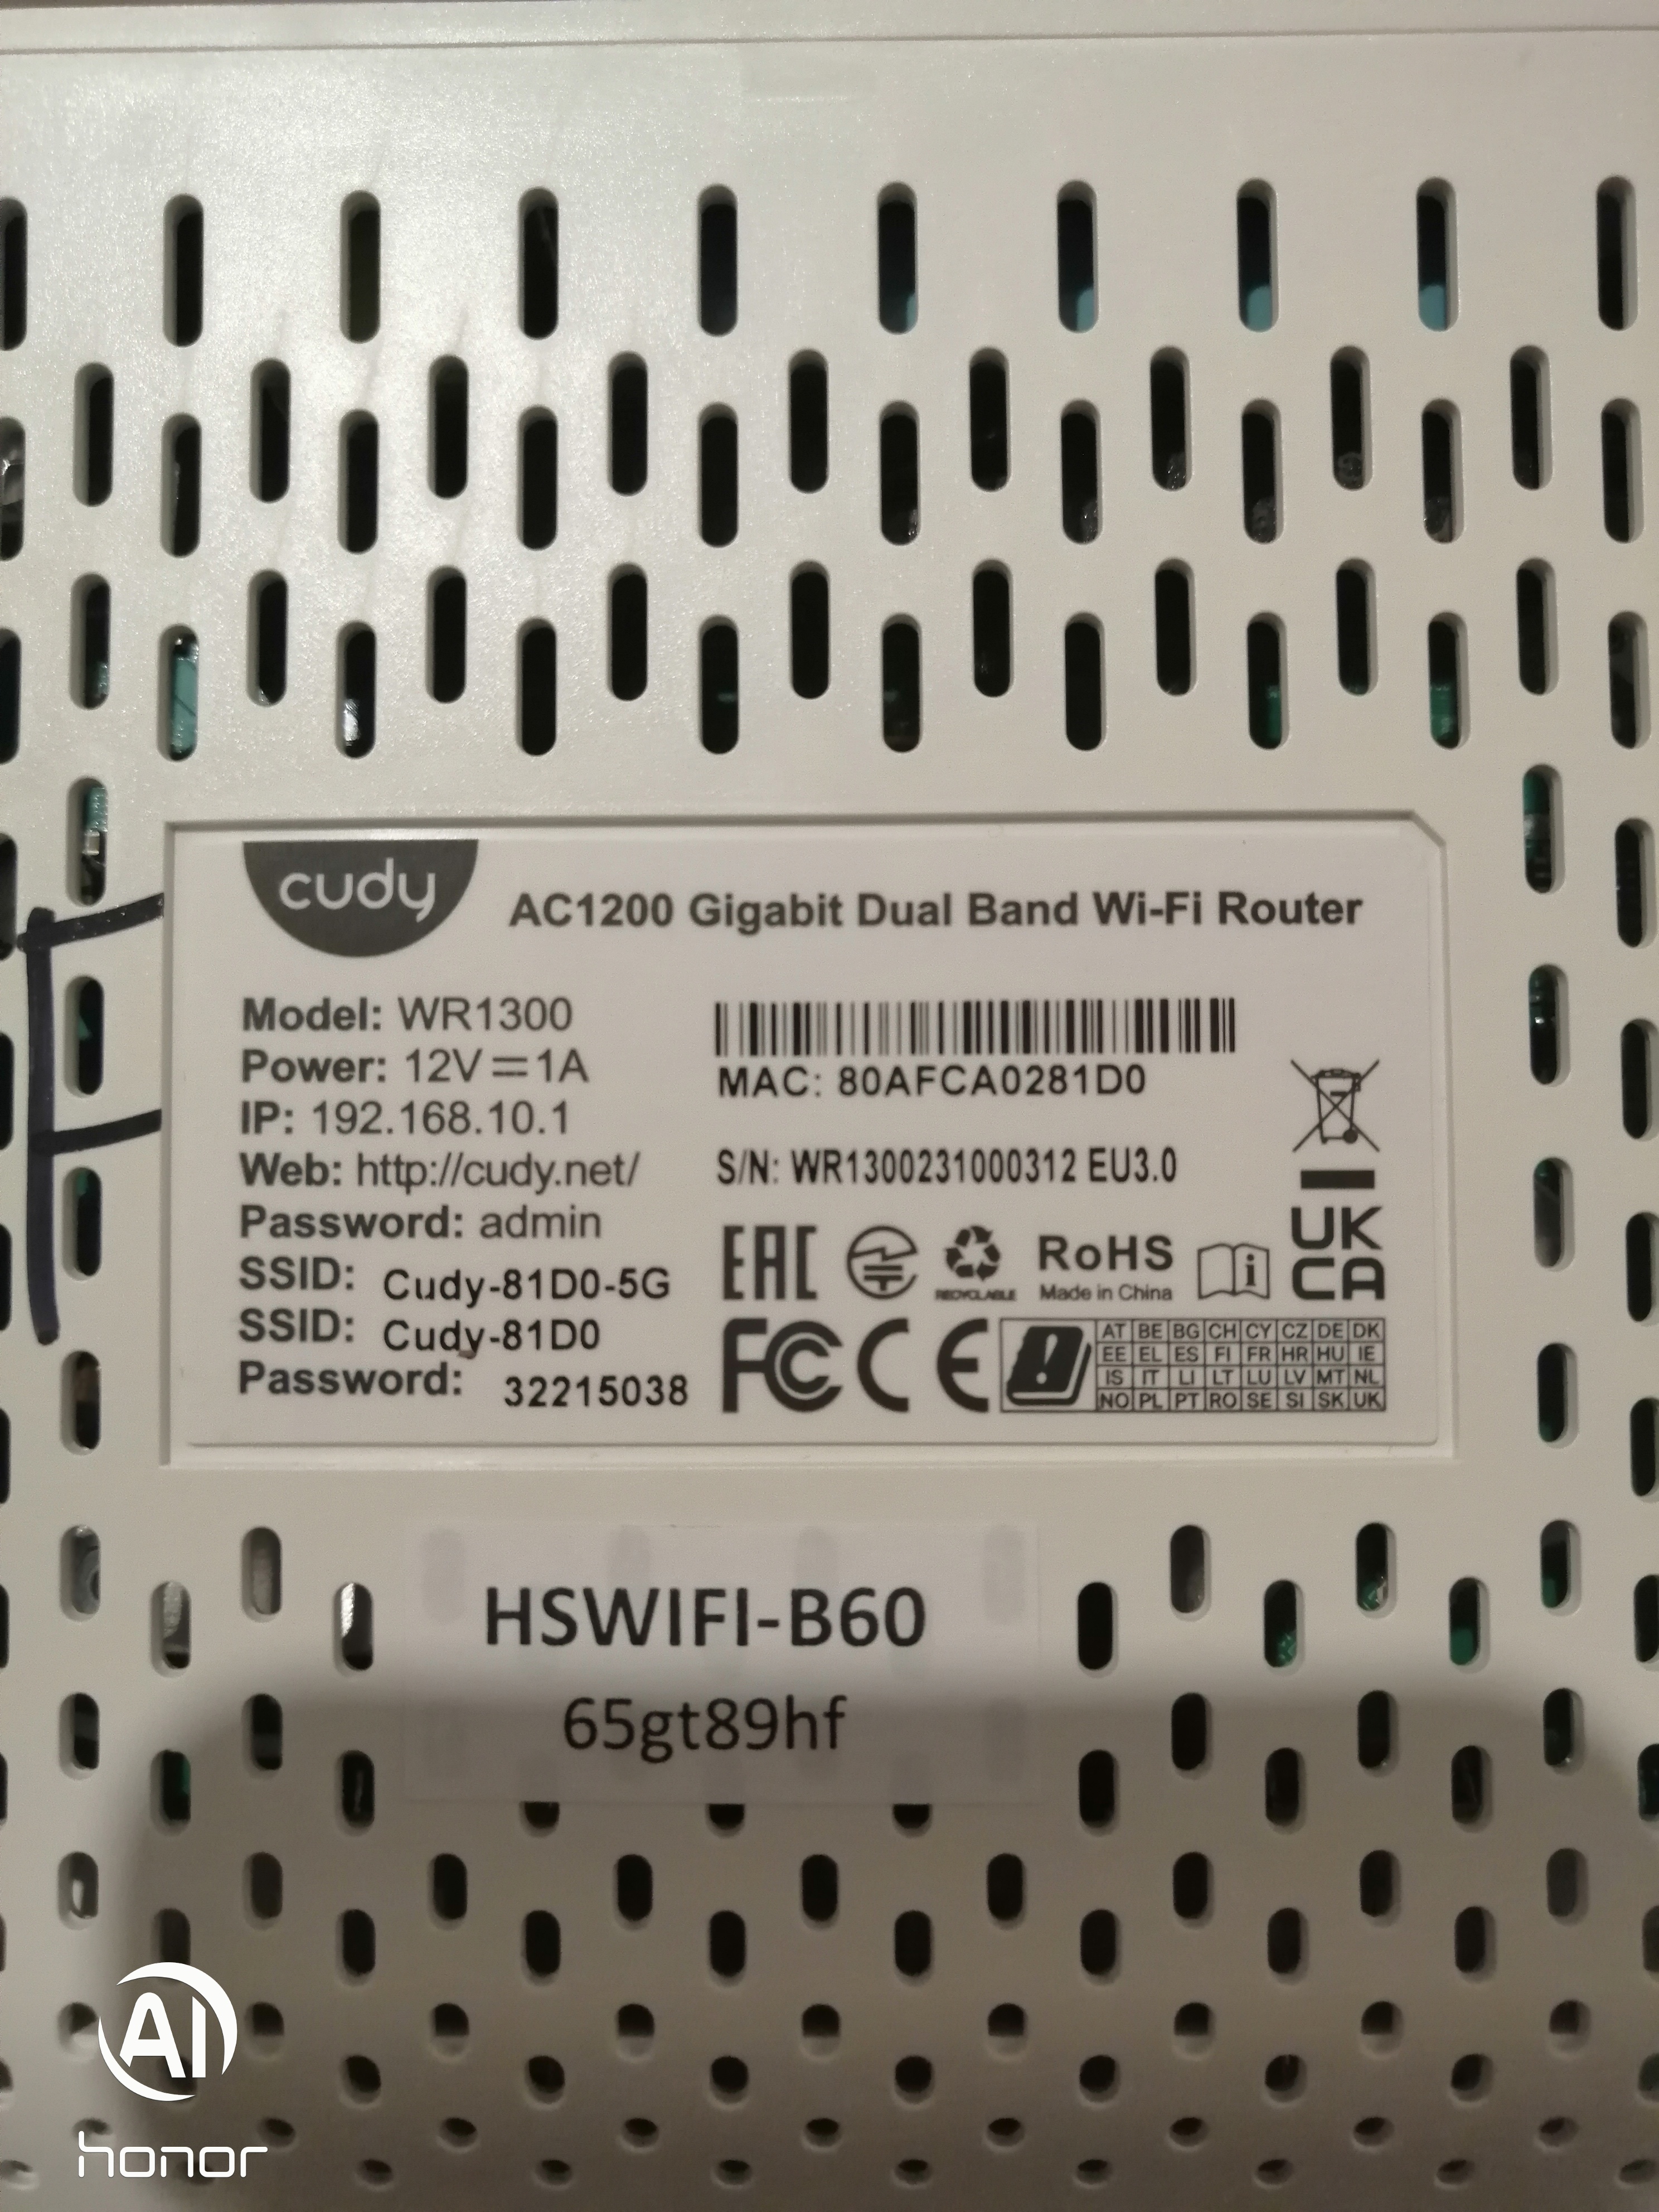 cudy
AC1200 Gigabit Dual Band Wi-Fi Router
Model: WR1300
Power: 12V⎓1A
IP: 192.168.10.1
Web: http://cudy.net/
Password: admin
SSID: Cudy-81D0-5G
SSID: Cudy-81D0
Password: 32215038
MAC: 80AFCA0281D0
S/N: WR1300231000312 EU3.0
EAC
RECYCLABLE
RoHS
Made in China
i
UK
CA
FC
CE
!
AT BE BG CH CY CZ DE DK
EE EL ES FI FR HR HU IE
IS IT LI LT LU LV MT NL
NO PL PT RO SE SI SK UK
HSWIFI-B60
65gt89hf
AI
honor